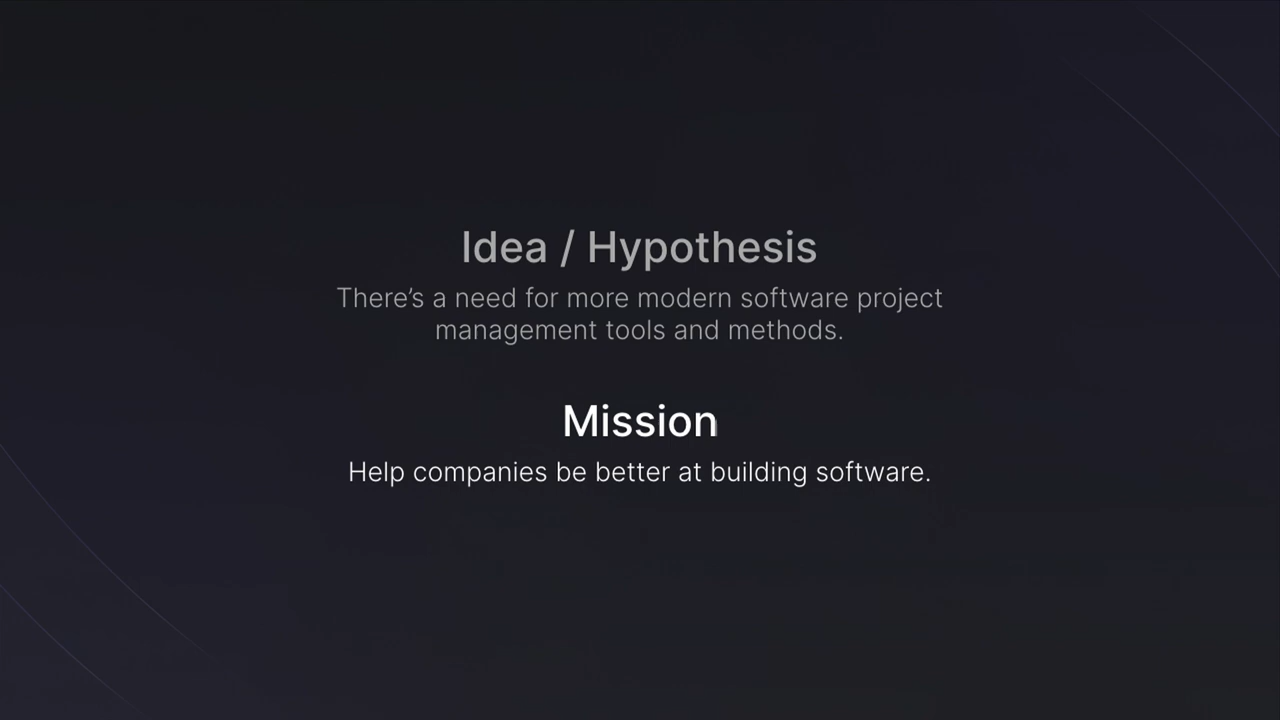 Idea / Hypothesis
There’s a need for more modern software project
management tools and methods.
Mission
Help companies be better at building software.